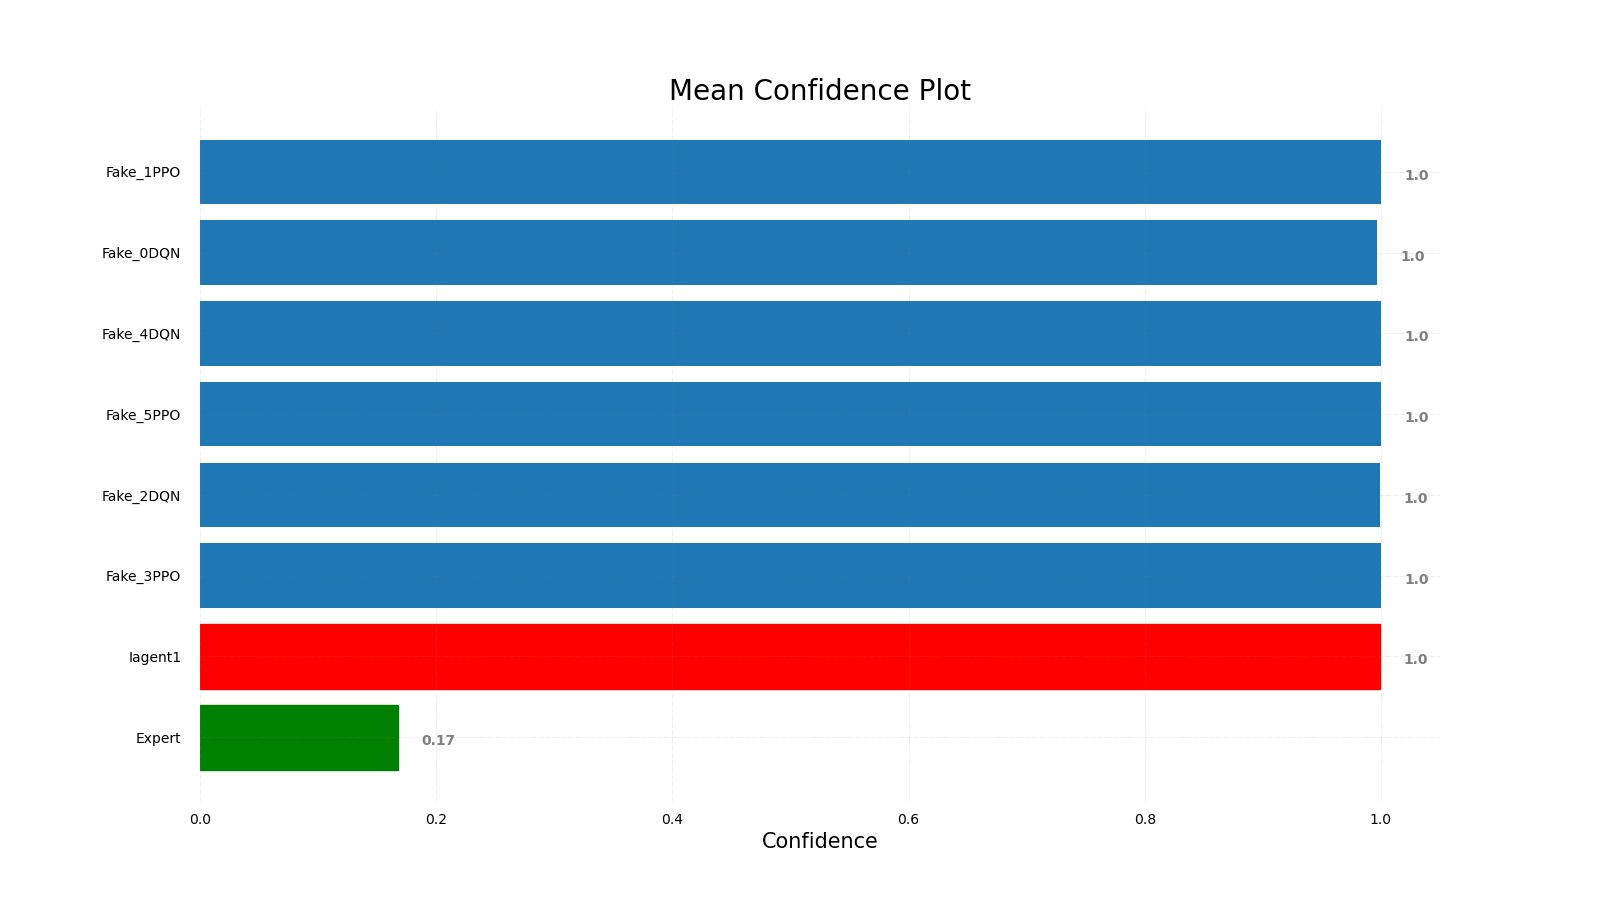 Mean Confidence Plot
Fake_1PPO 1.0
Fake_0DQN 1.0
Fake_4DQN 1.0
Fake_5PPO 1.0
Fake_2DQN 1.0
Fake_3PPO 1.0
Iagent1 1.0
Expert 0.17
0.0 0.2 0.4 0.6 0.8 1.0
Confidence